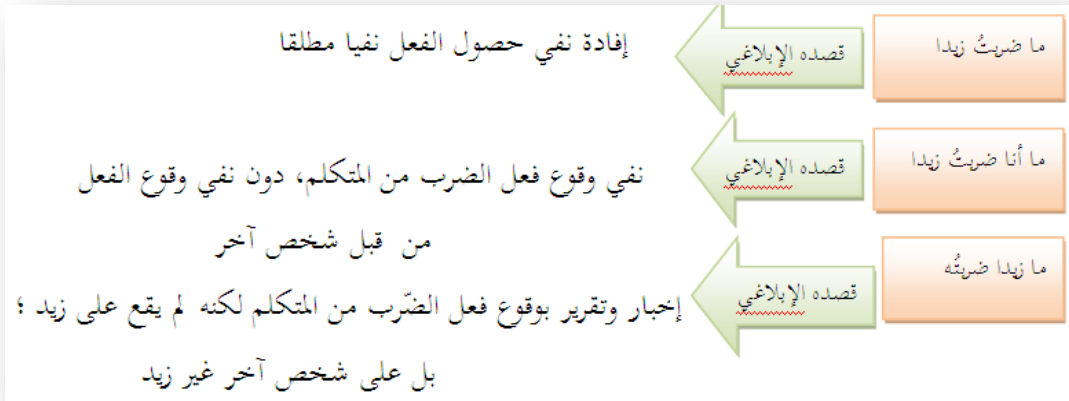 ما ضربتُ زيدا
قصده الإبلاغي
إفادة نفي حصول الفعل نفيا مطلقا
ما أنا ضربتُ زيدا
قصده الإبلاغي
نفي وقوع فعل الضرب من المتكلم، دون نفي وقوع الفعل
من قبل شخص آخر
ما زيدا ضربتُه
قصده الإبلاغي
إخبار وتقرير بوقوع فعل الضّرب من المتكلم لكنه لم يقع على زيد ؛
بل على شخص آخر غير زيد